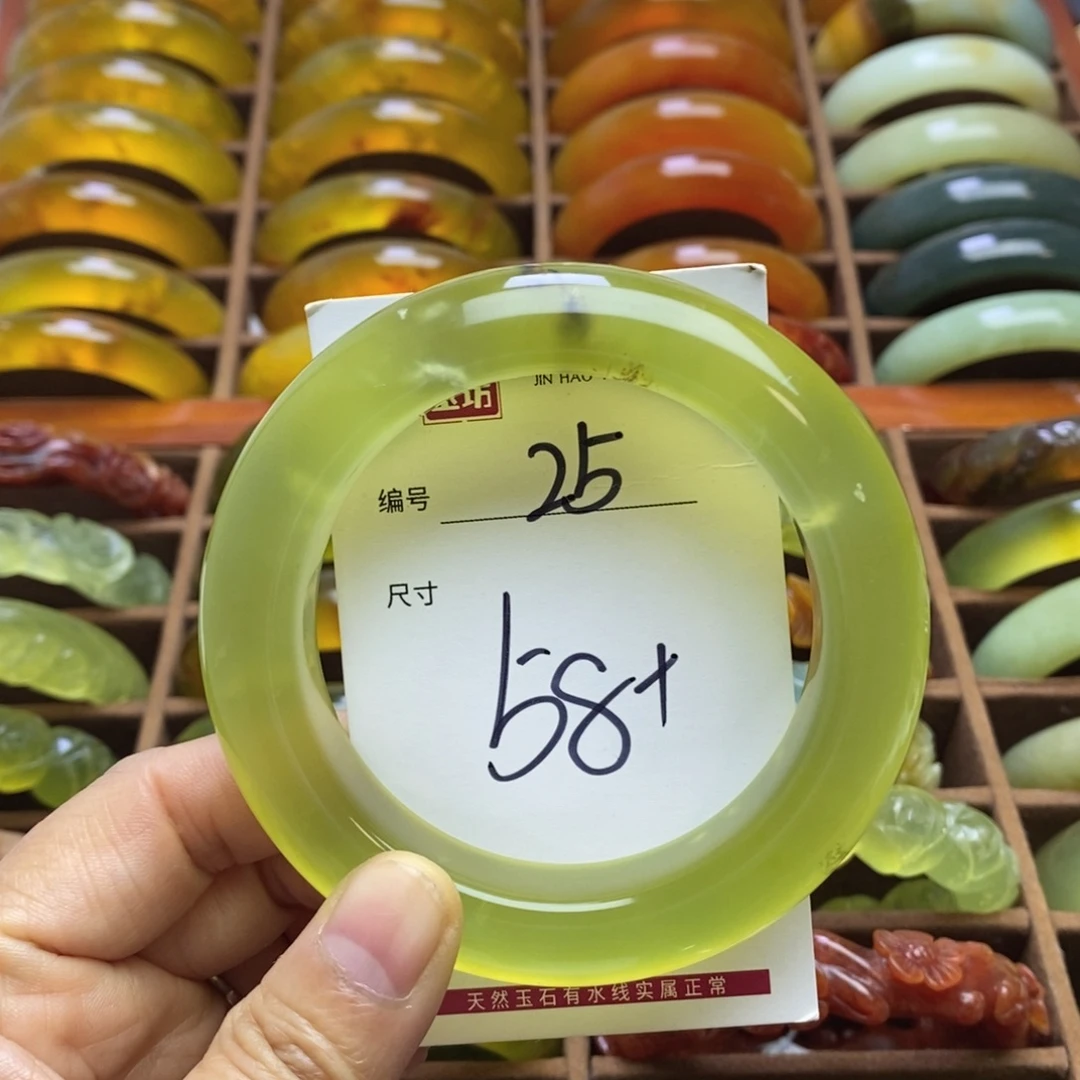 JIN HAO
坊
编号 25
尺寸
58+
天然玉石有水线实属正常